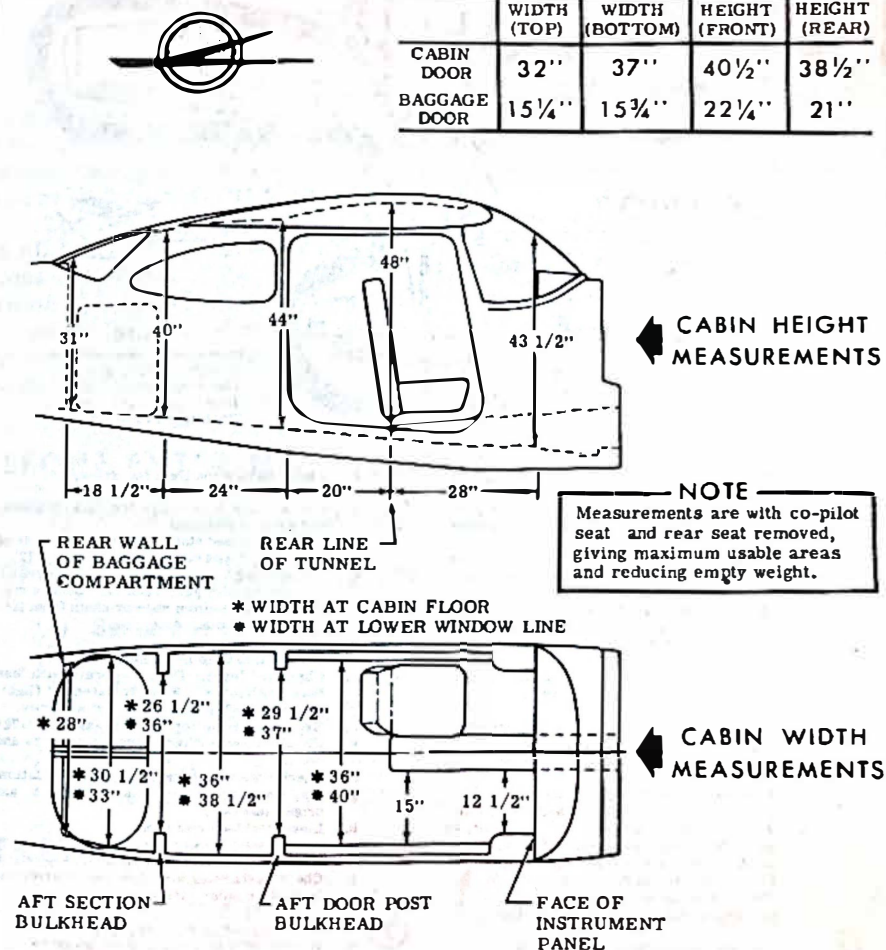 WIDTH (TOP) WIDTH (BOTTOM) HEIGHT (FRONT) HEIGHT (REAR)
CABIN DOOR 32'' 37'' 40½'' 38½''
BAGGAGE DOOR 15¼'' 15¾'' 22¼'' 21''
48"
31"
40"
44"
43 1/2"
CABIN HEIGHT
MEASUREMENTS
18 1/2"
24"
20"
28"
NOTE
Measurements are with co-pilot
seat and rear seat removed,
giving maximum usable areas
and reducing empty weight.
REAR WALL
OF BAGGAGE
COMPARTMENT
REAR LINE
OF TUNNEL
* WIDTH AT CABIN FLOOR
● WIDTH AT LOWER WINDOW LINE
* 28"
* 26 1/2"
● 36"
* 29 1/2"
● 37"
* 30 1/2"
● 33"
* 36"
● 38 1/2"
* 36"
● 40"
15"
12 1/2"
CABIN WIDTH
MEASUREMENTS
AFT SECTION
BULKHEAD
AFT DOOR POST
BULKHEAD
FACE OF
INSTRUMENT
PANEL